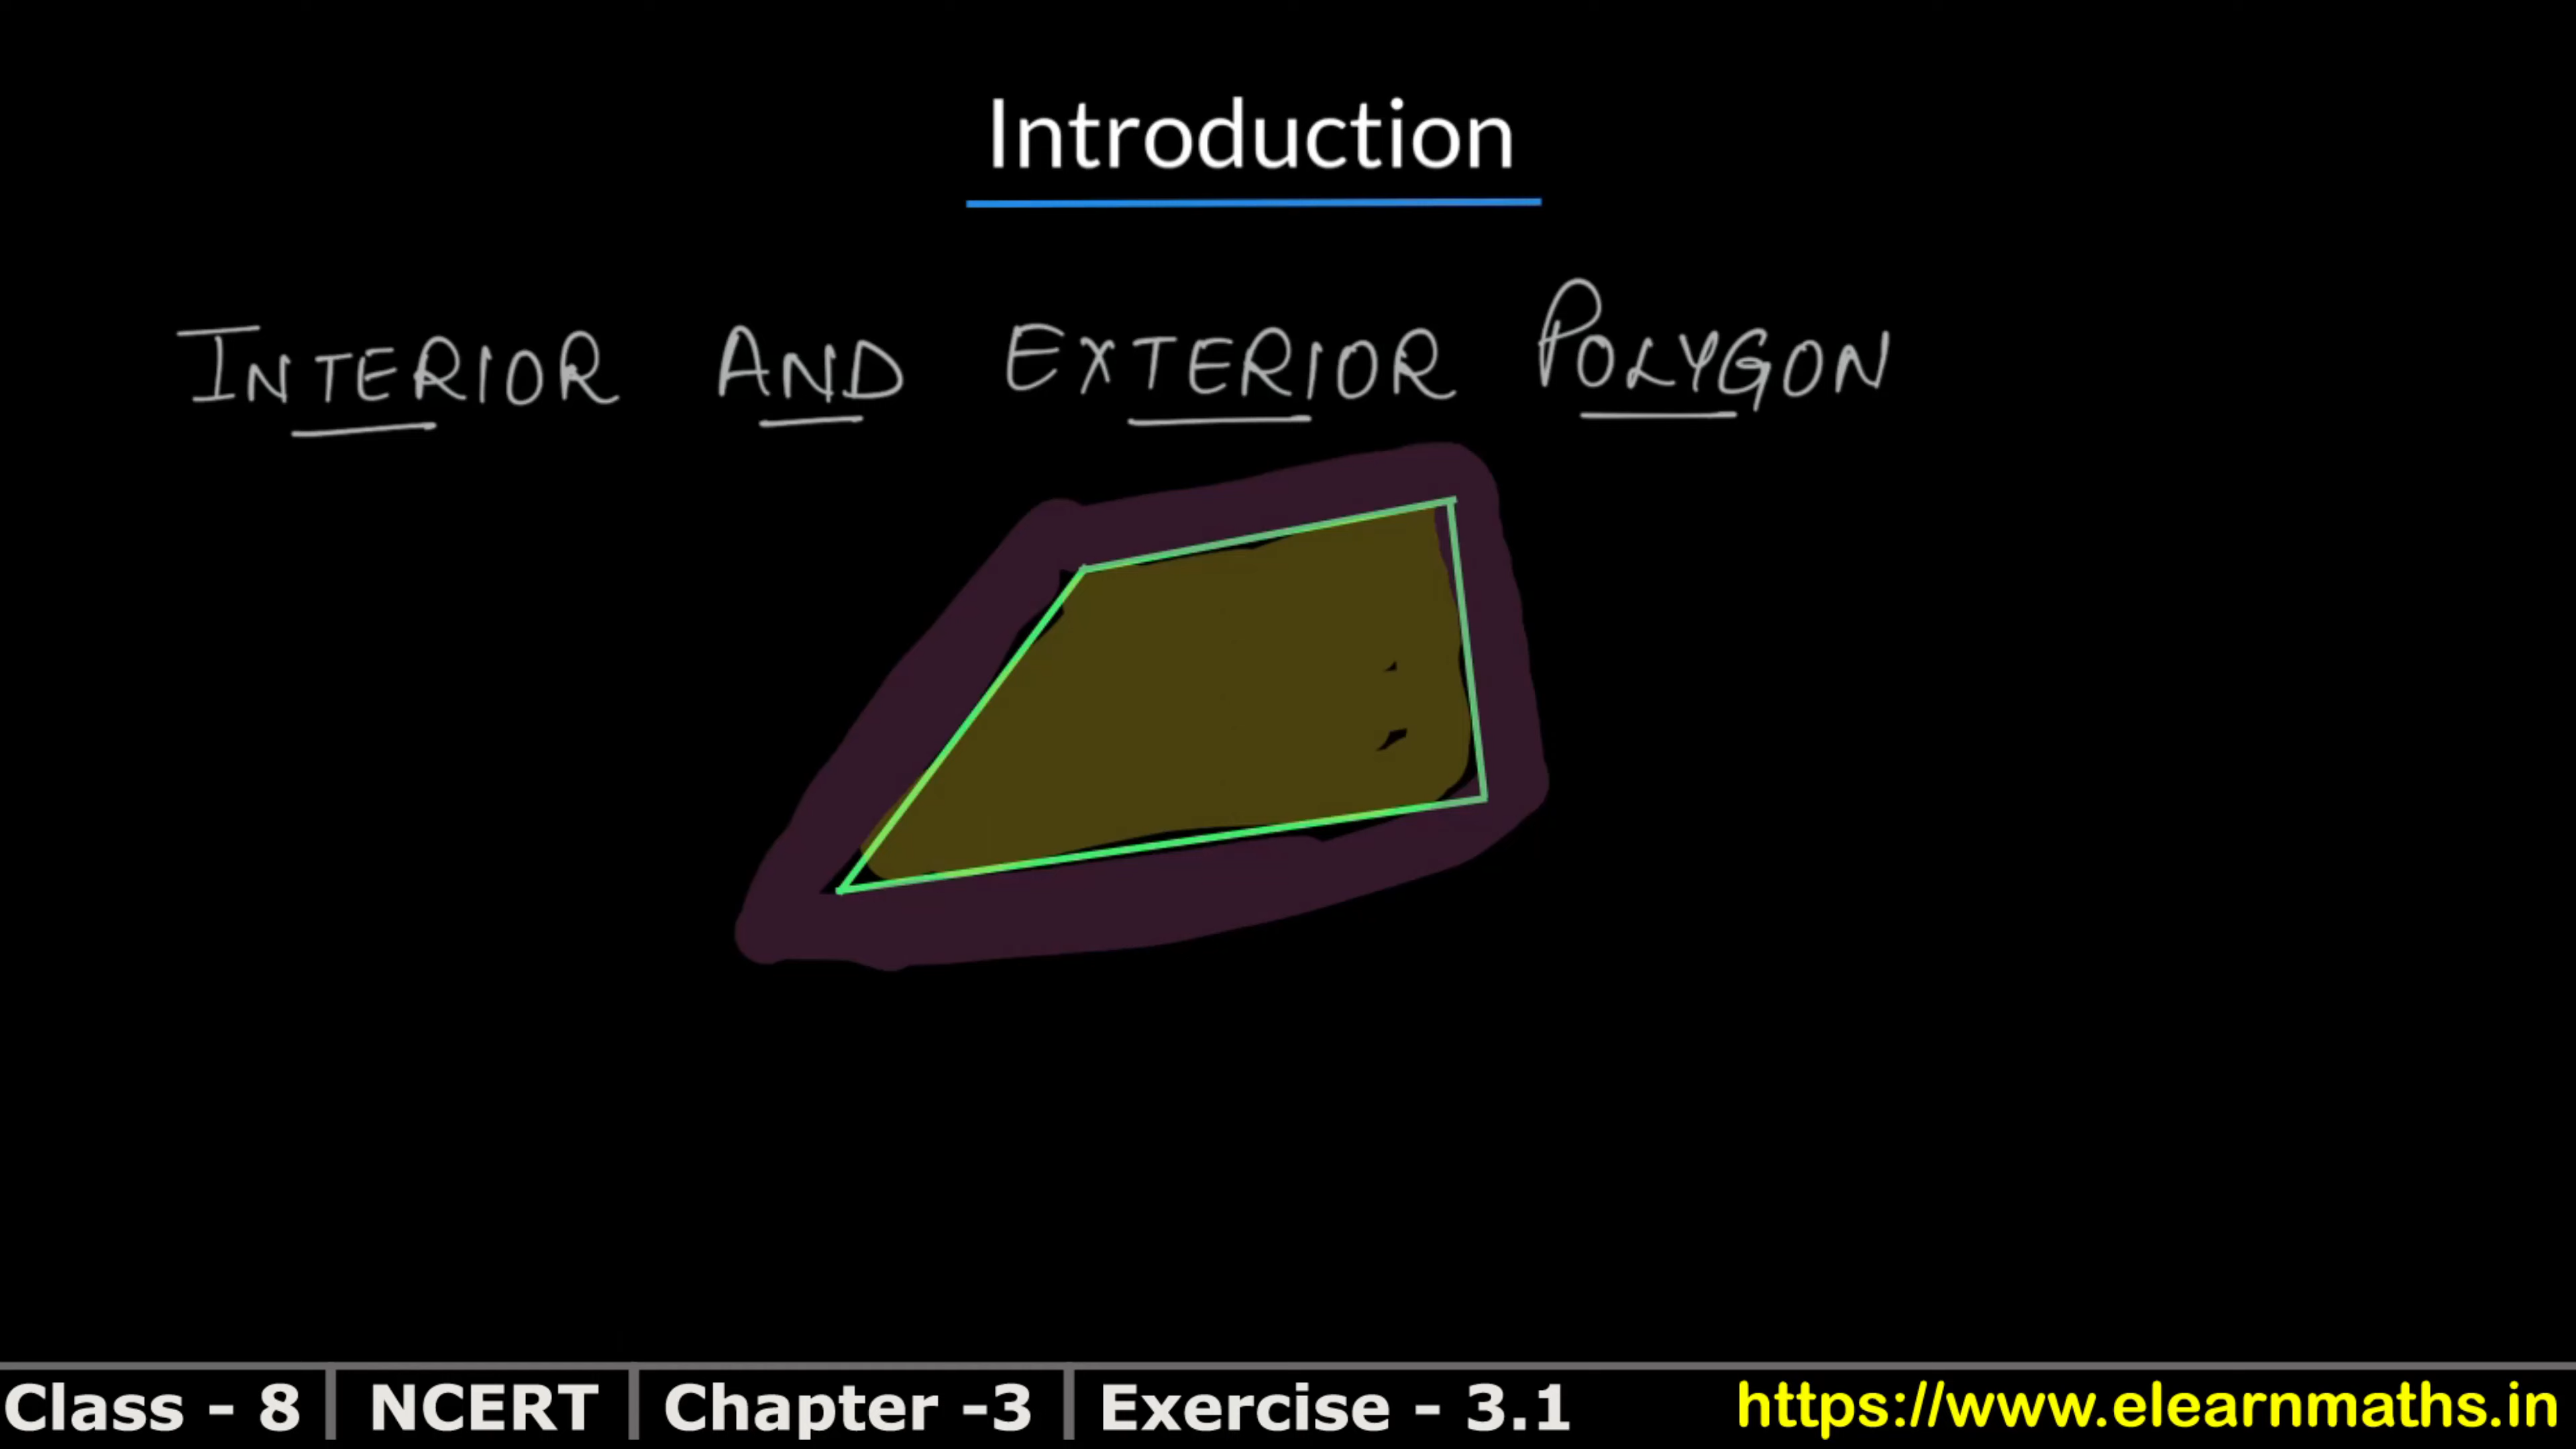 Introduction
INTERIOR AND EXTERIOR POLYGON
Class - 8 | NCERT | Chapter -3 | Exercise - 3.1 https://www.elearnmaths.in